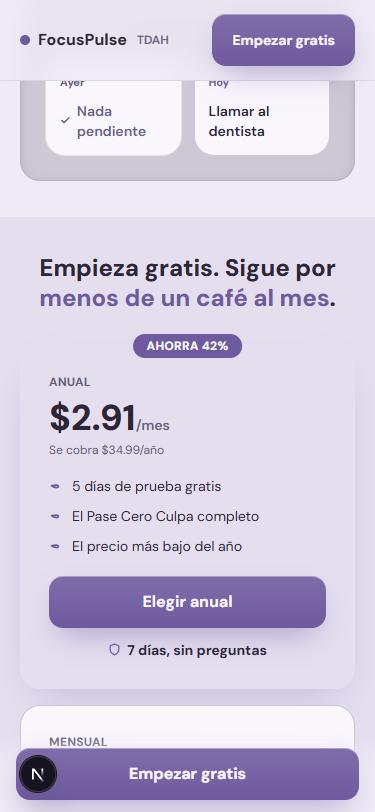 FocusPulse TDAH
Empezar gratis
Ayer
Hoy
Nada
pendiente
Llamar al
dentista
Empieza gratis. Sigue por
menos de un café al mes.
AHORRA 42%
ANUAL
$2.91/mes
Se cobra $34.99/año
5 días de prueba gratis
El Pase Cero Culpa completo
El precio más bajo del año
Elegir anual
7 días, sin preguntas
MENSUAL
N
Empezar gratis